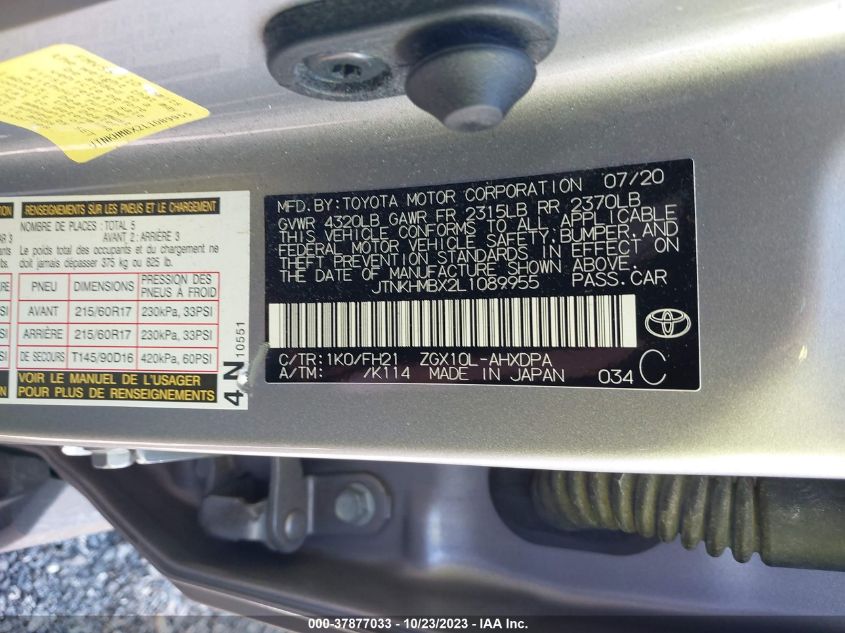 JTNKHMBX2L1089955
MFD.BY:TOYOTA MOTOR CORPORATION 07/20
GVWR 4320LB GAWR FR 2315LB RR 2370LB
THIS VEHICLE CONFORMS TO ALL APPLICABLE
FEDERAL MOTOR VEHICLE SAFETY,BUMPER,AND
THEFT PREVENTION STANDARDS IN EFFECT ON
THE DATE OF MANUFACTURE SHOWN ABOVE.
JTNKHMBX2L1089955 PASS.CAR
C/TR:1K0/FH21 ZGX10L-AHXDPA
A/TM: /K114 MADE IN JAPAN 034 C
RENSEIGNEMENTS SUR LES PNEUS ET LE CHARGEMENT
NOMBRE DE PLACES : TOTAL 5
AVANT 2 : ARRIÈRE 3
Le poids total des occupants et du chargement ne
doit jamais dépasser 375 kg ou 825 lb.
PNEU DIMENSIONS PRESSION DES PNEUS À FROID
AVANT 215/60R17 230kPa, 33PSI
ARRIÈRE 215/60R17 230kPa, 33PSI
DE SECOURS T145/90D16 420kPa, 60PSI
VOIR LE MANUEL DE L'USAGER
POUR PLUS DE RENSEIGNEMENTS
4N 10551
000-37877033 - 10/23/2023 - IAA Inc.